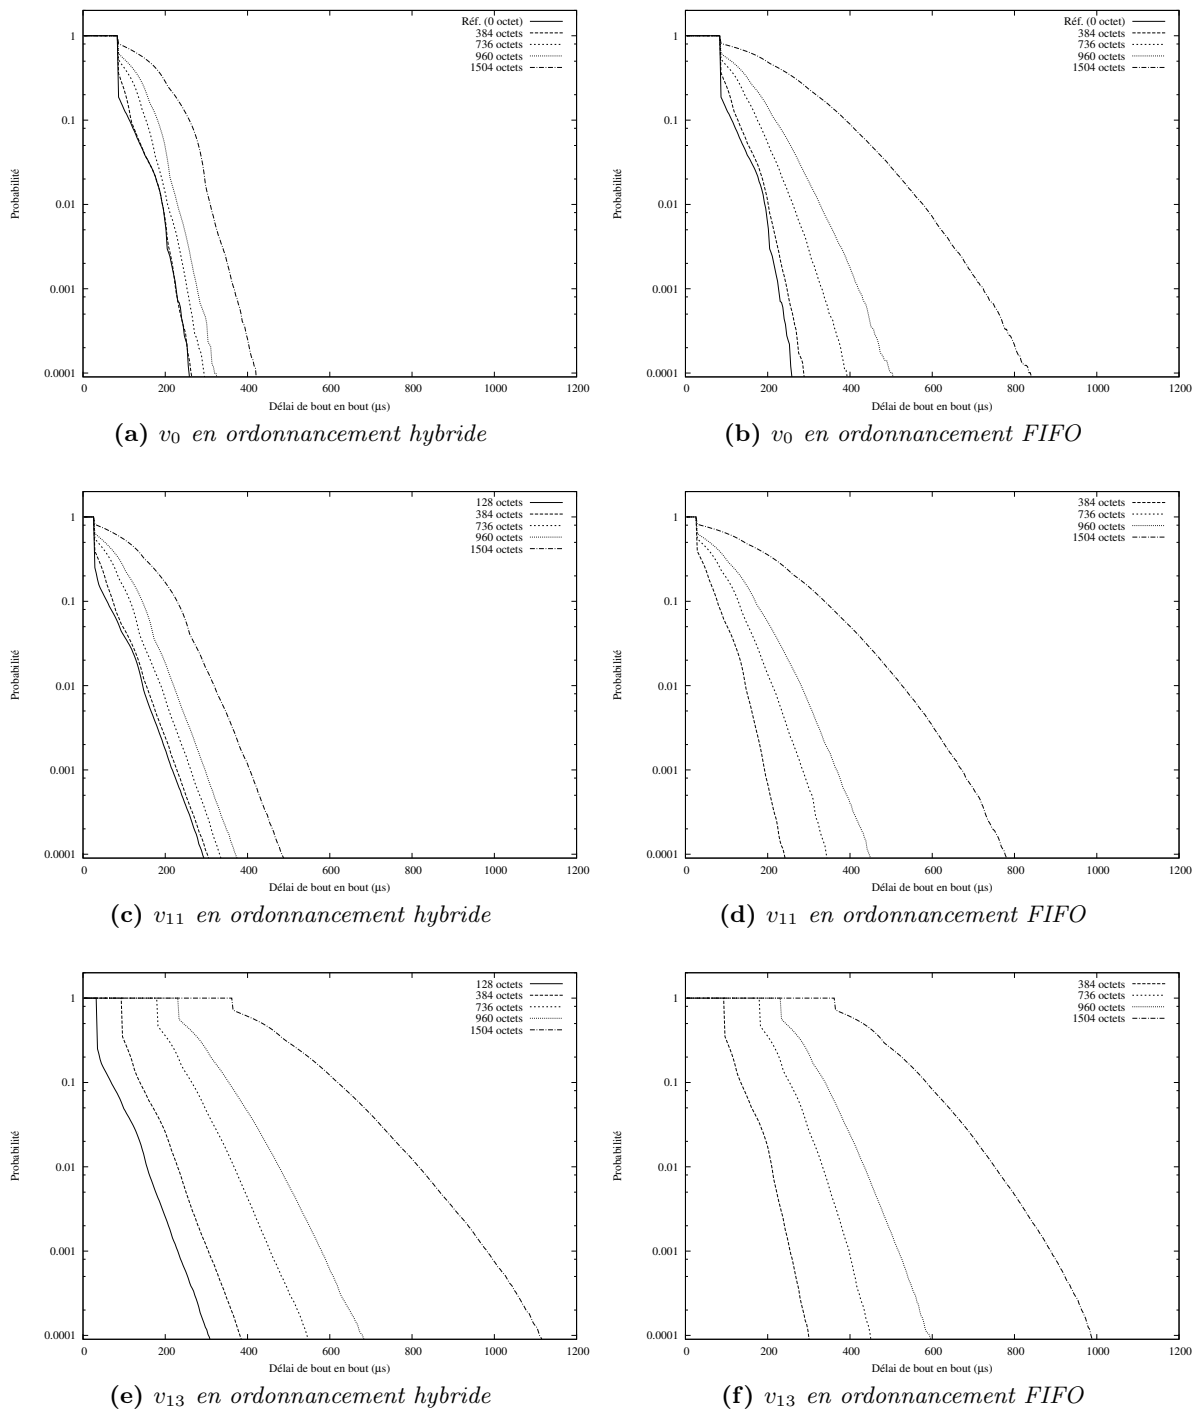 Réf. (0 octet)
384 octets
736 octets
960 octets
1504 octets
1
0.1
0.01
0.001
0.0001
Probabilité
0 200 400 600 800 1000 1200
Délai de bout en bout (µs)
(a) v0 en ordonnancement hybride
Réf. (0 octet)
384 octets
736 octets
960 octets
1504 octets
1
0.1
0.01
0.001
0.0001
Probabilité
0 200 400 600 800 1000 1200
Délai de bout en bout (µs)
(b) v0 en ordonnancement FIFO
128 octets
384 octets
736 octets
960 octets
1504 octets
1
0.1
0.01
0.001
0.0001
Probabilité
0 200 400 600 800 1000 1200
Délai de bout en bout (µs)
(c) v11 en ordonnancement hybride
384 octets
736 octets
960 octets
1504 octets
1
0.1
0.01
0.001
0.0001
Probabilité
0 200 400 600 800 1000 1200
Délai de bout en bout (µs)
(d) v11 en ordonnancement FIFO
128 octets
384 octets
736 octets
960 octets
1504 octets
1
0.1
0.01
0.001
0.0001
Probabilité
0 200 400 600 800 1000 1200
Délai de bout en bout (µs)
(e) v13 en ordonnancement hybride
384 octets
736 octets
960 octets
1504 octets
1
0.1
0.01
0.001
0.0001
Probabilité
0 200 400 600 800 1000 1200
Délai de bout en bout (µs)
(f) v13 en ordonnancement FIFO